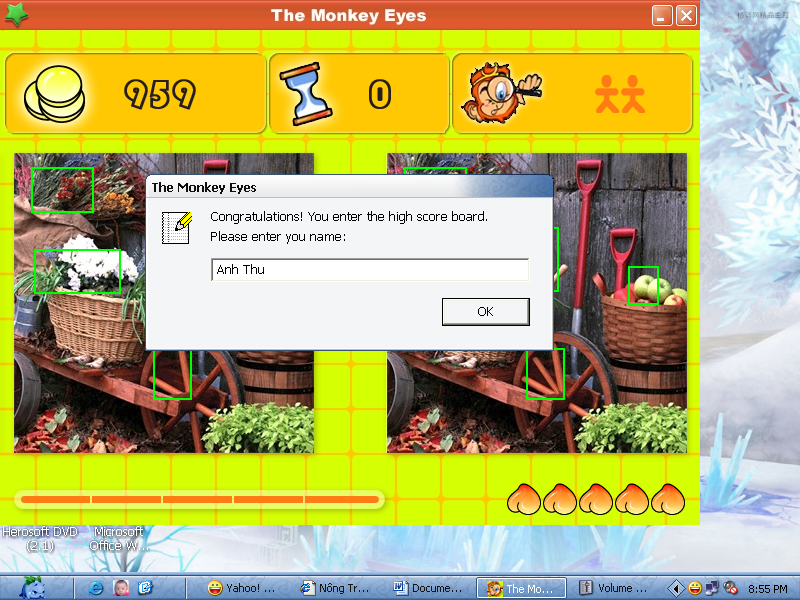 The Monkey Eyes
959
0
The Monkey Eyes
Congratulations! You enter the high score board.
Please enter you name:
Anh Thu
OK
Herosoft DVD
(2.1)
Microsoft
Office W...
Yahoo! ...
Nông Tr...
Docume...
The Mo...
Volume ...
8:55 PM